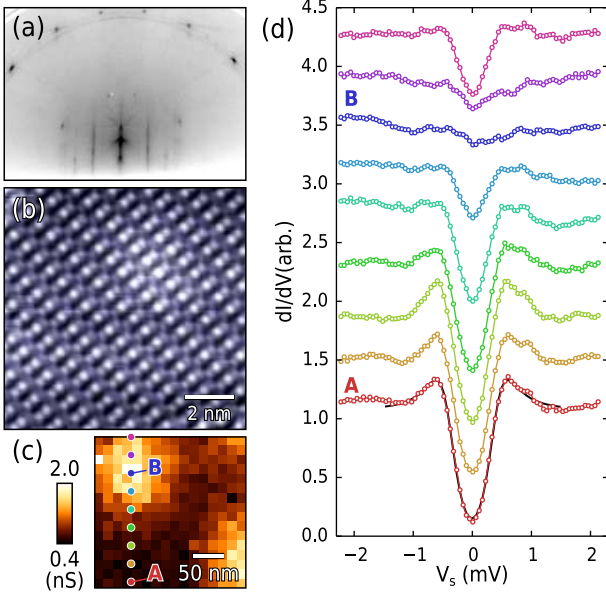 (a)
(b)
2 nm
(c)
2.0
0.4
(nS)
B
A
50 nm
(d)
dI/dV(arb.)
4.5
4.0
3.5
3.0
2.5
2.0
1.5
1.0
0.5
0.0
B
A
−2 −1 0 1 2
Vs (mV)